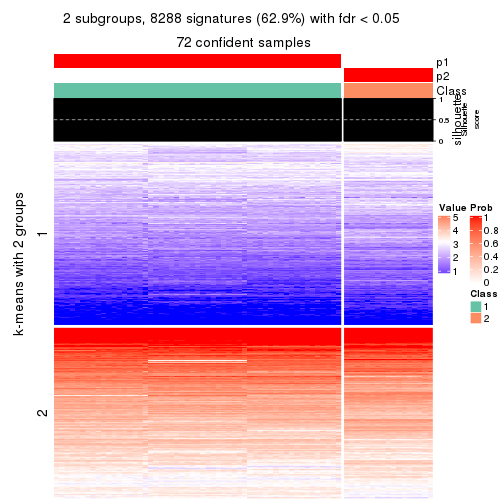 2 subgroups, 8288 signatures (62.9%) with fdr < 0.05
72 confident samples
p1
p2
Class
1
0.5
0
silhouette
Silhouette
score
k-means with 2 groups
1
2
Value
5
4
3
2
1
Prob
1
0.8
0.6
0.4
0.2
0
Class
1
2